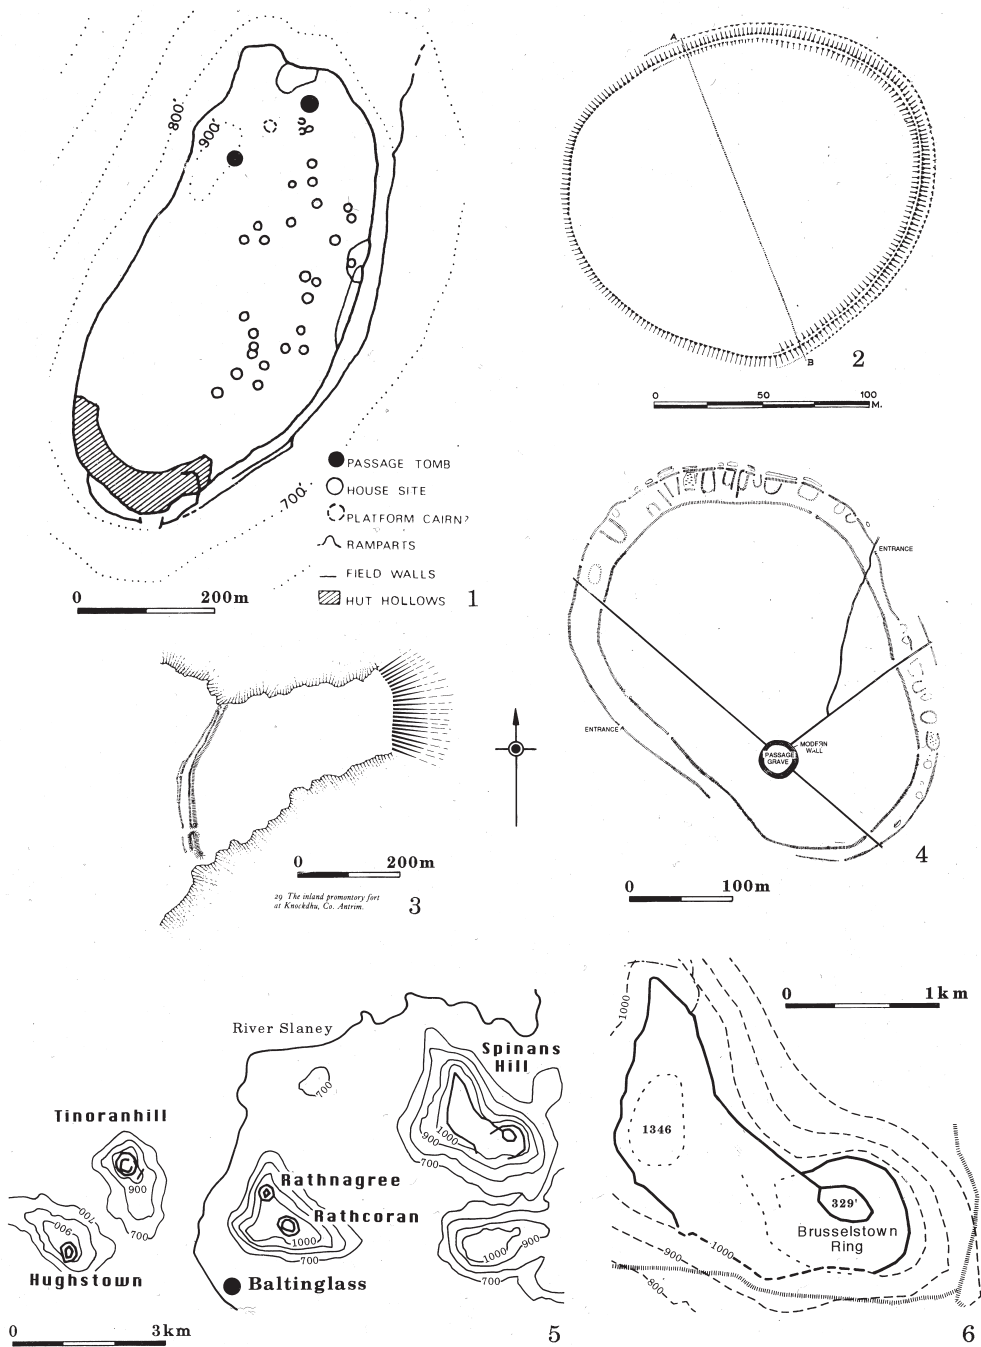 800'
900'
700'
PASSAGE TOMB
HOUSE SITE
PLATFORM CAIRN?
RAMPARTS
FIELD WALLS
HUT HOLLOWS
0 200m
1
A
B
2
0 50 100
M.
ENTRANCE
ENTRANCE
PASSAGE
GRAVE
MODERN
WALL
4
0 100m
0 200m
29 The inland promontory fort
at Knockdhu, Co. Antrim.
3
River Slaney
Spinans
Hill
700
1000
900
700
Tinoranhill
900
700
700
900
Hughstown
Rathnagree
Rathcoran
1000
700
1000
900
700
Baltinglass
0 3km
5
1000
0 1km
1346
329'
Brusselstown
Ring
1000
900
800
6